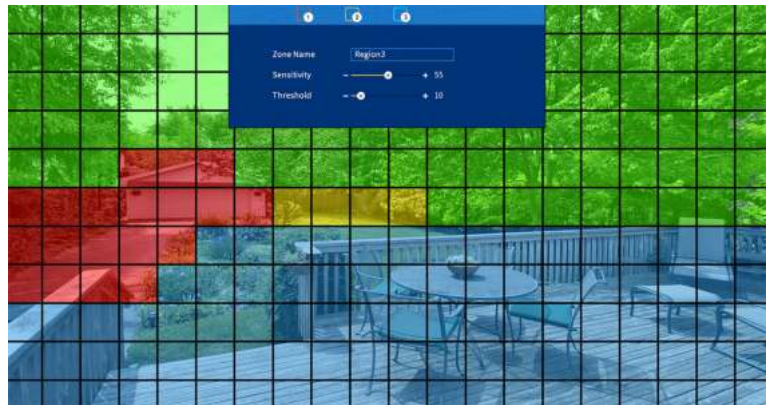 1 2 3
Zone Name Region3
Sensitivity - + 55
Threshold - + 10